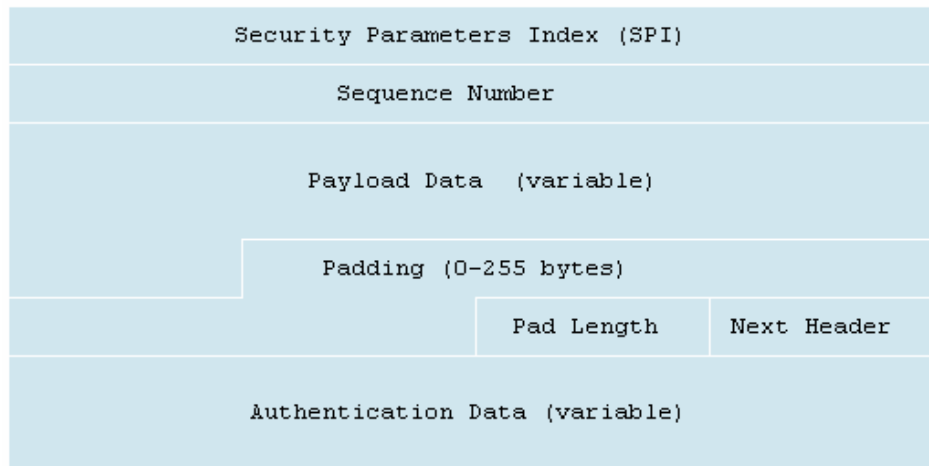 Security Parameters Index (SPI)
Sequence Number
Payload Data (variable)
Padding (0-255 bytes)
Pad Length
Next Header
Authentication Data (variable)